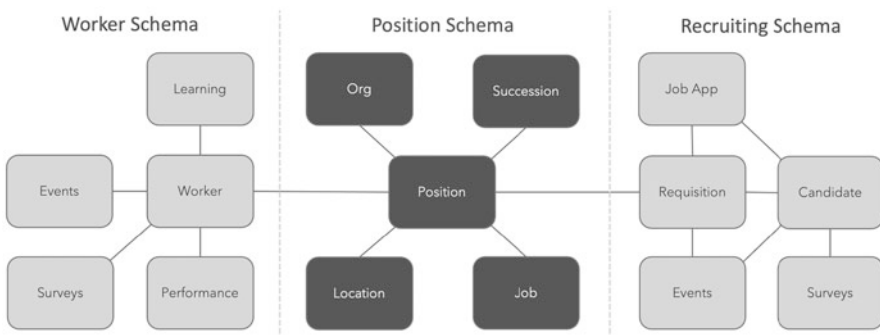 Worker Schema
Position Schema
Recruiting Schema
Learning
Org
Succession
Job App
Events
Worker
Position
Requisition
Candidate
Surveys
Performance
Location
Job
Events
Surveys